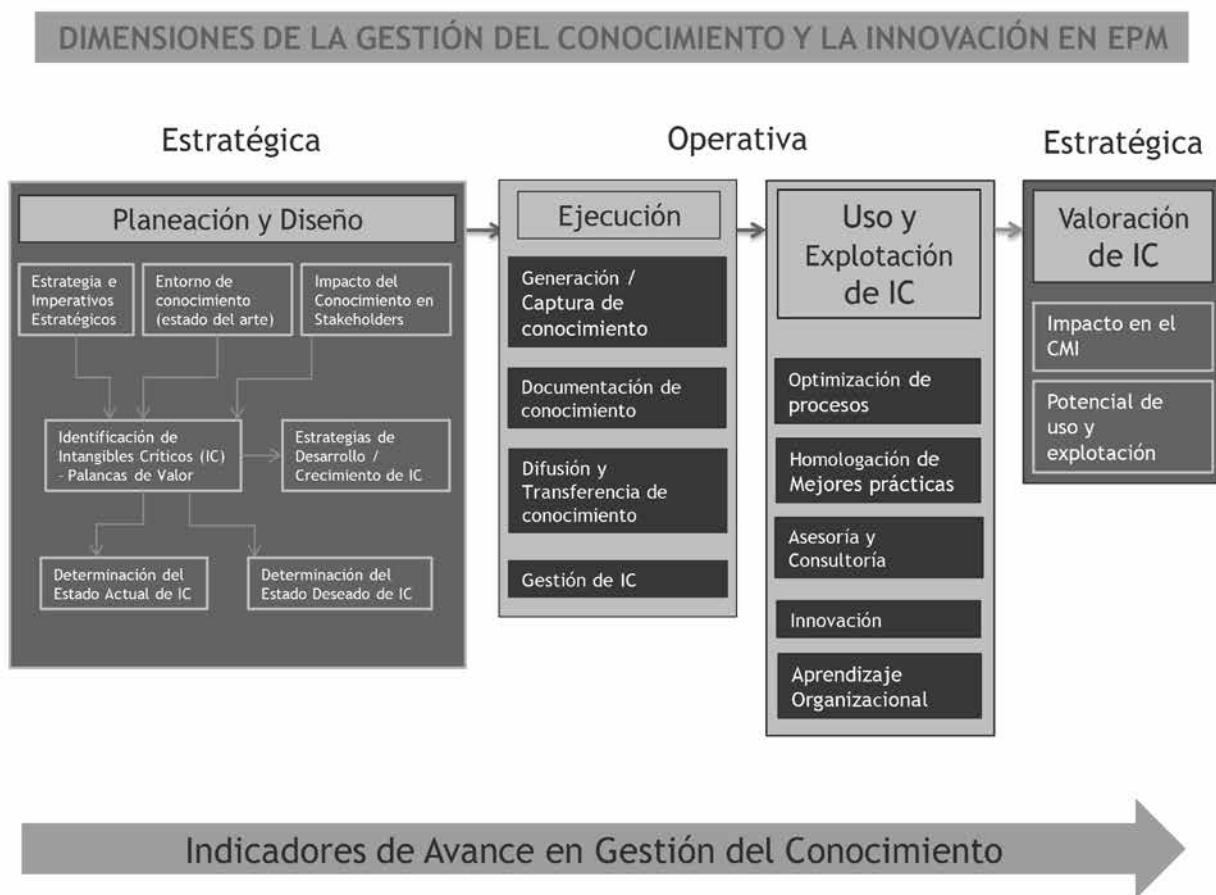 DIMENSIONES DE LA GESTIÓN DEL CONOCIMIENTO Y LA INNOVACIÓN EN EPM
Estratégica
Operativa
Estratégica
Planeación y Diseño
Estrategia e
Imperativos
Estratégicos
Entorno de
conocimiento
(estado del arte)
Impacto del
Conocimiento en
Stakeholders
Identificación de
Intangibles Críticos (IC)
- Palancas de Valor
Estrategias de
Desarrollo /
Crecimiento de IC
Determinación del
Estado Actual de IC
Determinación del
Estado Deseado de IC
Ejecución
Generación /
Captura de
conocimiento
Documentación de
conocimiento
Difusión y
Transferencia de
conocimiento
Gestión de IC
Uso y
Explotación
de IC
Optimización de
procesos
Homologación de
Mejores prácticas
Asesoría y
Consultoría
Innovación
Aprendizaje
Organizacional
Valoración
de IC
Impacto en el
CMI
Potencial de
uso y
explotación
Indicadores de Avance en Gestión del Conocimiento